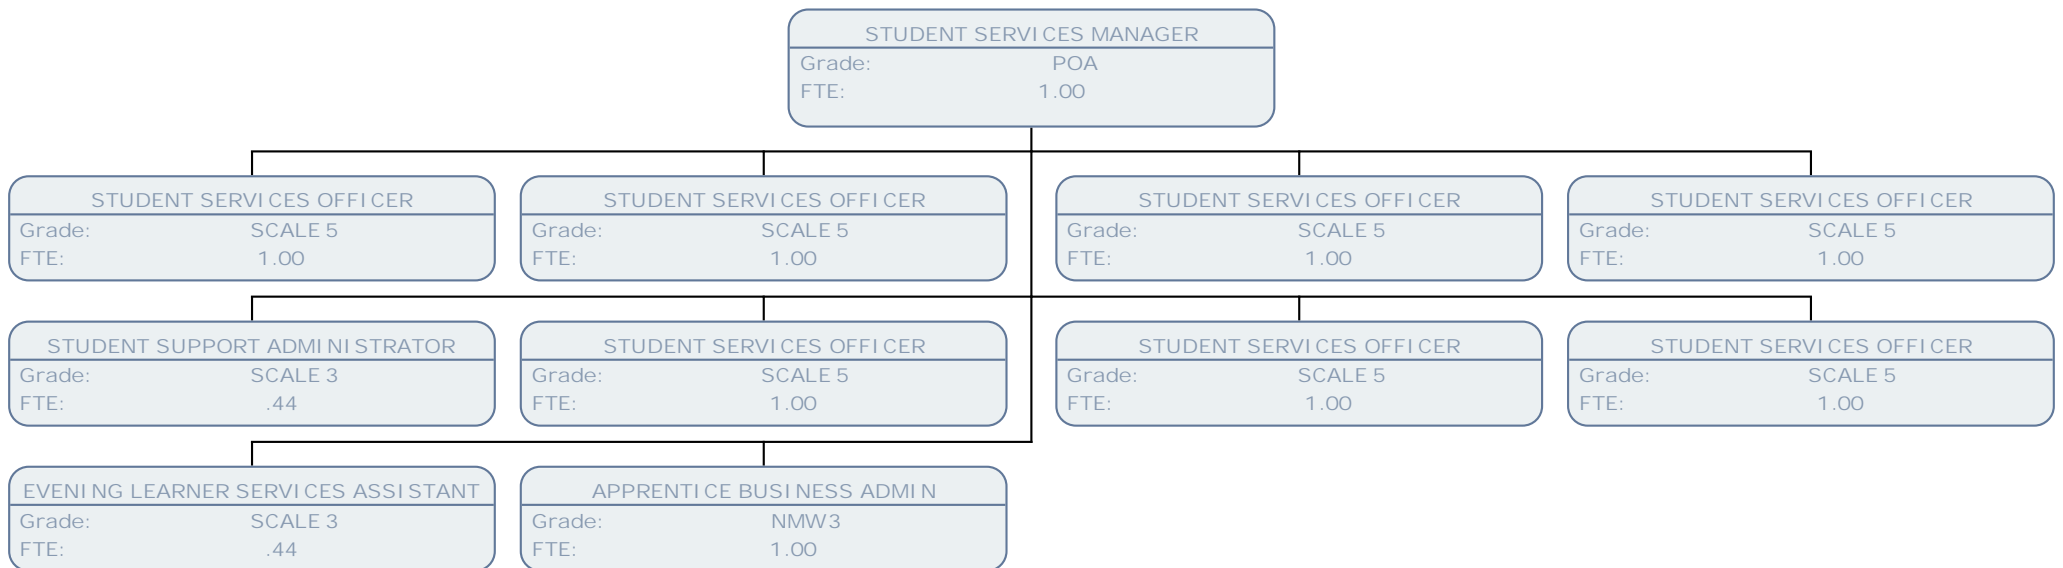 STUDENT SERVICES MANAGER
Grade: POA
FTE: 1.00
STUDENT SERVICES OFFICER
Grade: SCALE 5
FTE: 1.00
STUDENT SERVICES OFFICER
Grade: SCALE 5
FTE: 1.00
STUDENT SERVICES OFFICER
Grade: SCALE 5
FTE: 1.00
STUDENT SERVICES OFFICER
Grade: SCALE 5
FTE: 1.00
STUDENT SUPPORT ADMINISTRATOR
Grade: SCALE 3
FTE: .44
STUDENT SERVICES OFFICER
Grade: SCALE 5
FTE: 1.00
STUDENT SERVICES OFFICER
Grade: SCALE 5
FTE: 1.00
STUDENT SERVICES OFFICER
Grade: SCALE 5
FTE: 1.00
EVENING LEARNER SERVICES ASSISTANT
Grade: SCALE 3
FTE: .44
APPRENTICE BUSINESS ADMIN
Grade: NMW3
FTE: 1.00